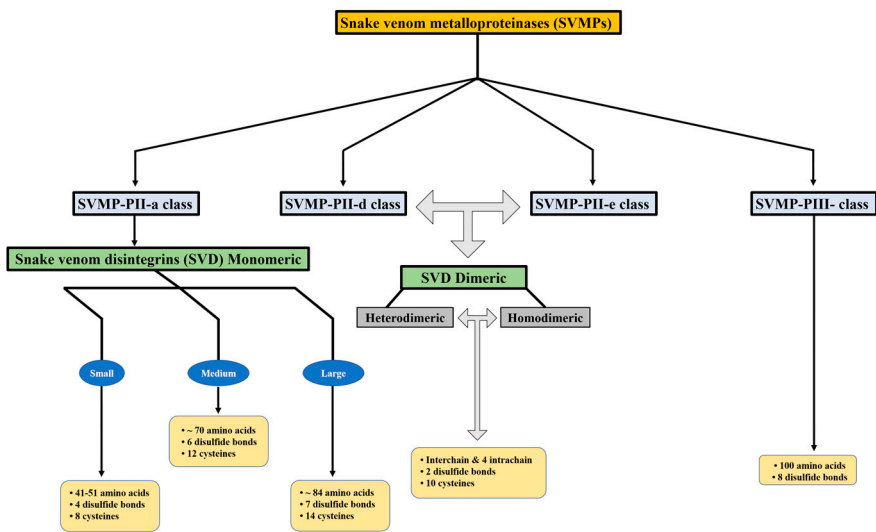 Snake venom metalloproteinases (SVMPs)
SVMP-PII-a class
SVMP-PII-d class
SVMP-PII-e class
SVMP-PIII- class
Snake venom disintegrins (SVD) Monomeric
SVD Dimeric
Heterodimeric
Homodimeric
Small
Medium
Large
• ~ 70 amino acids
• 6 disulfide bonds
• 12 cysteines
• Interchain & 4 intrachain
• 2 disulfide bonds
• 10 cysteines
• 100 amino acids
• 8 disulfide bonds
• 41-51 amino acids
• 4 disulfide bonds
• 8 cysteines
• ~ 84 amino acids
• 7 disulfide bonds
• 14 cysteines